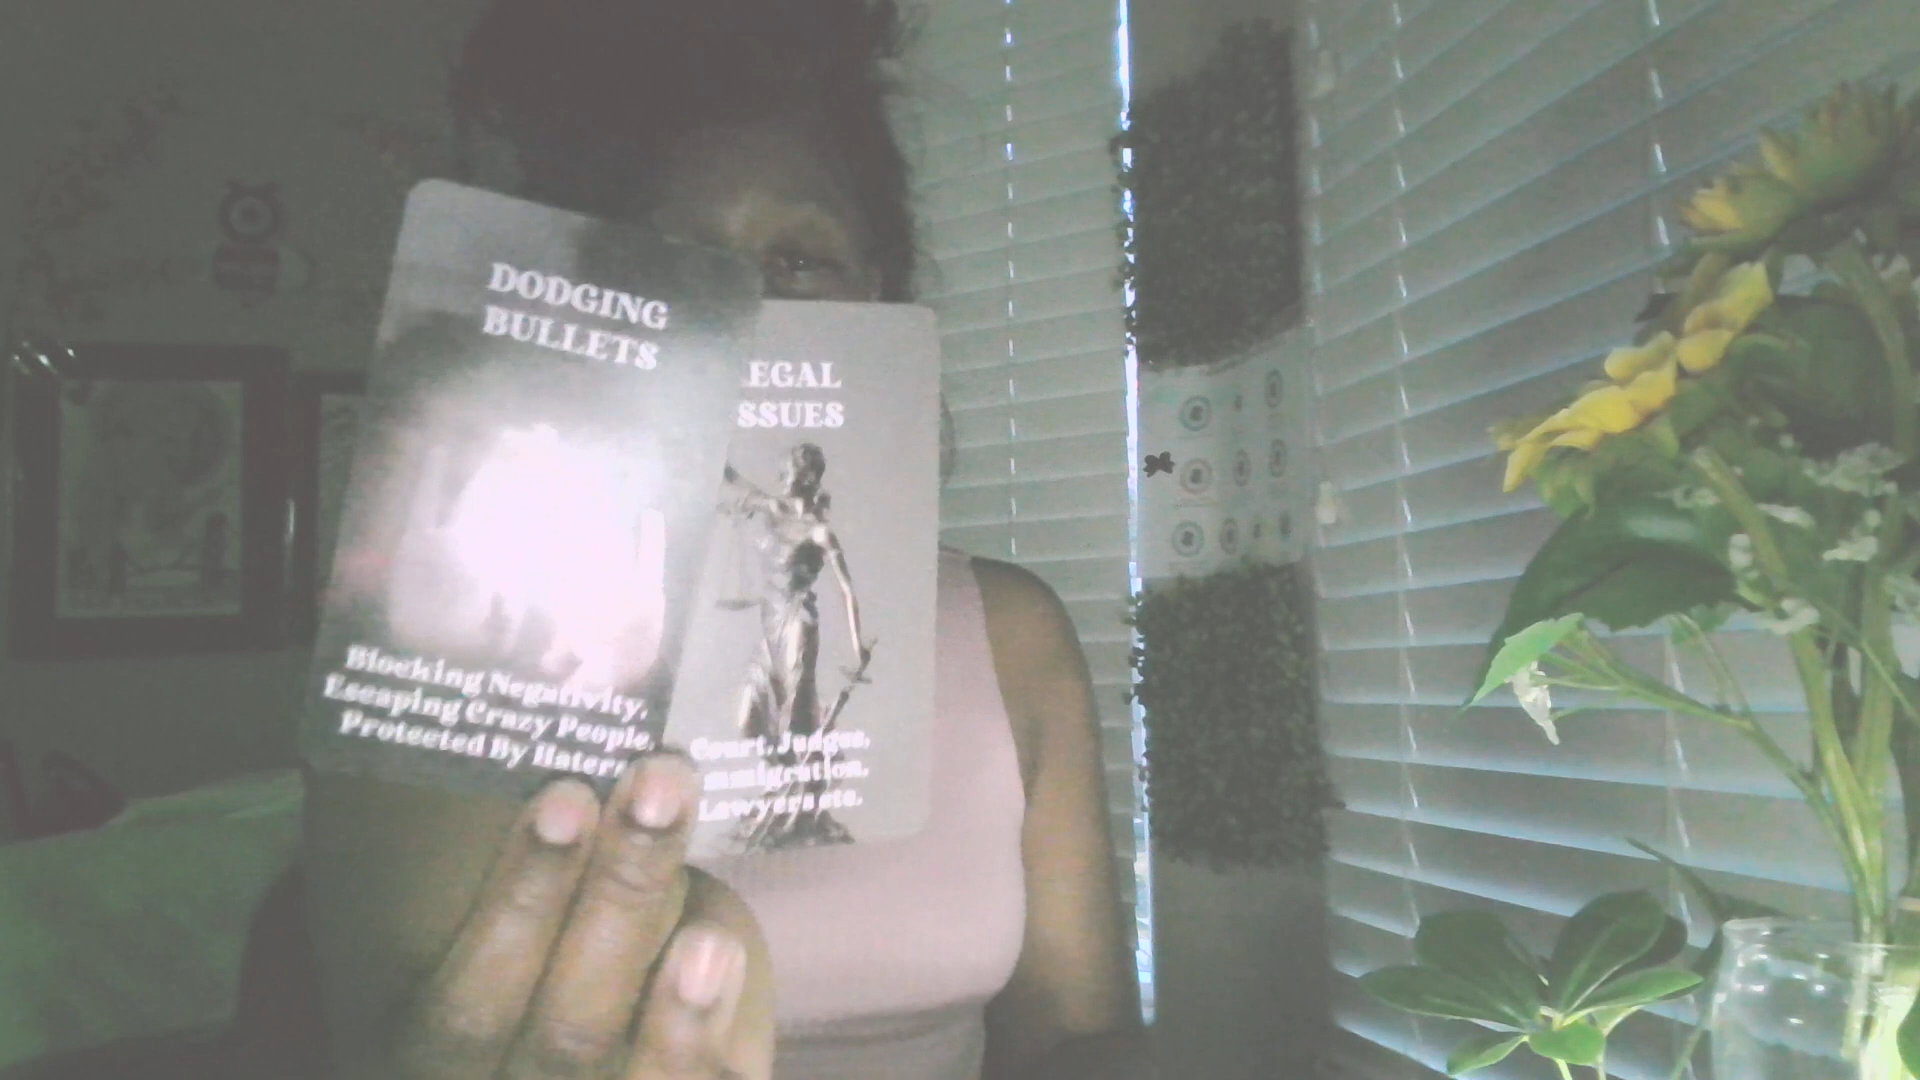 DODGING
BULLETS
Blocking Negativity,
Escaping Crazy People,
Protected By Haters
EGAL
SSUES
Court, Judges,
mmigration,
Lawyers etc.